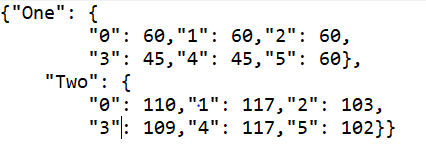 {"One": {
"0": 60,"1": 60,"2": 60,
"3": 45,"4": 45,"5": 60},
"Two": {
"0": 110,"1": 117,"2": 103,
"3": 109,"4": 117,"5": 102}}